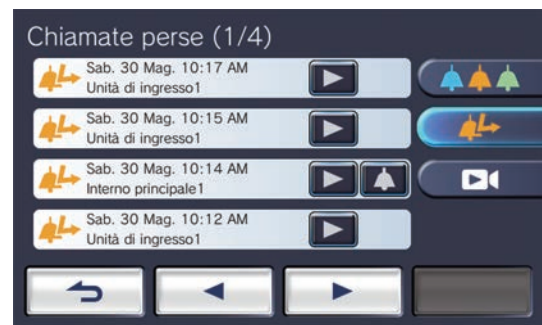 Chiamate perse (1/4)
Sab. 30 Mag. 10:17 AM
Unità di ingresso1
Sab. 30 Mag. 10:15 AM
Unità di ingresso1
Sab. 30 Mag. 10:14 AM
Interno principale1
Sab. 30 Mag. 10:12 AM
Unità di ingresso1